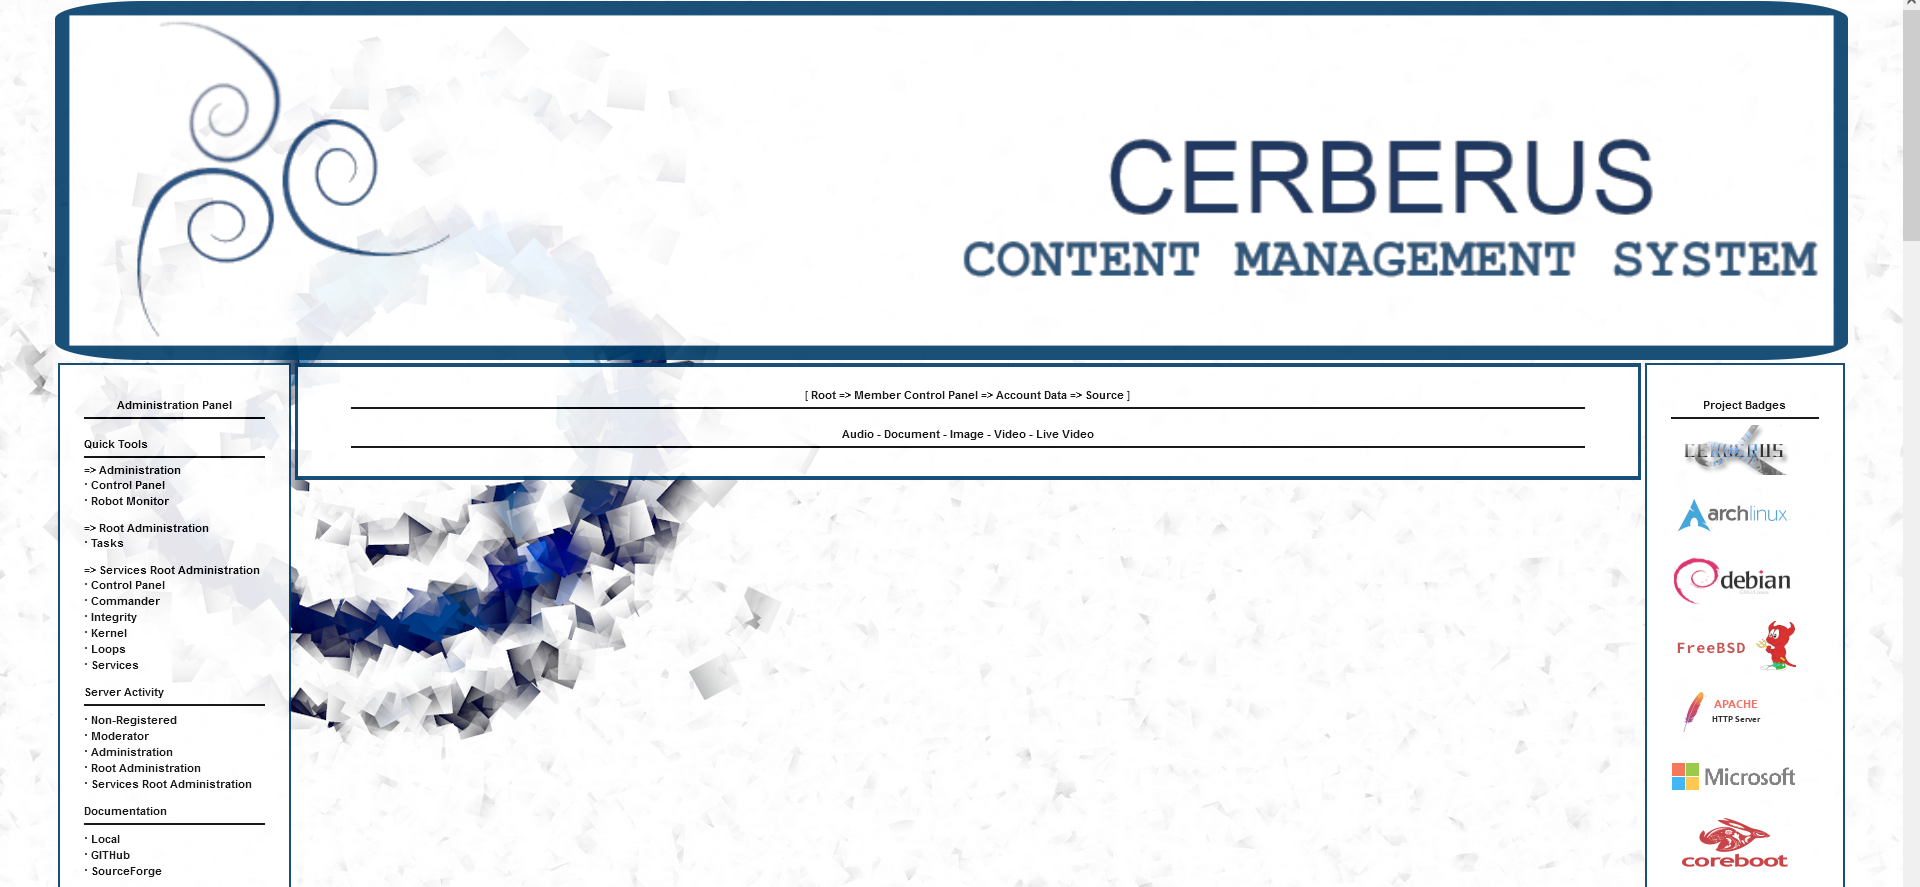 CERBERUS
CONTENT MANAGEMENT SYSTEM
Administration Panel
Quick Tools
=> Administration
· Control Panel
· Robot Monitor
=> Root Administration
· Tasks
=> Services Root Administration
· Control Panel
· Commander
· Integrity
· Kernel
· Loops
· Services
Server Activity
· Non-Registered
· Moderator
· Administration
· Root Administration
· Services Root Administration
Documentation
· Local
· GITHub
· SourceForge
[ Root => Member Control Panel => Account Data => Source ]
Audio - Document - Image - Video - Live Video
Project Badges
CERBERUS
archlinux
debian
FreeBSD
APACHE
HTTP Server
Microsoft
coreboot